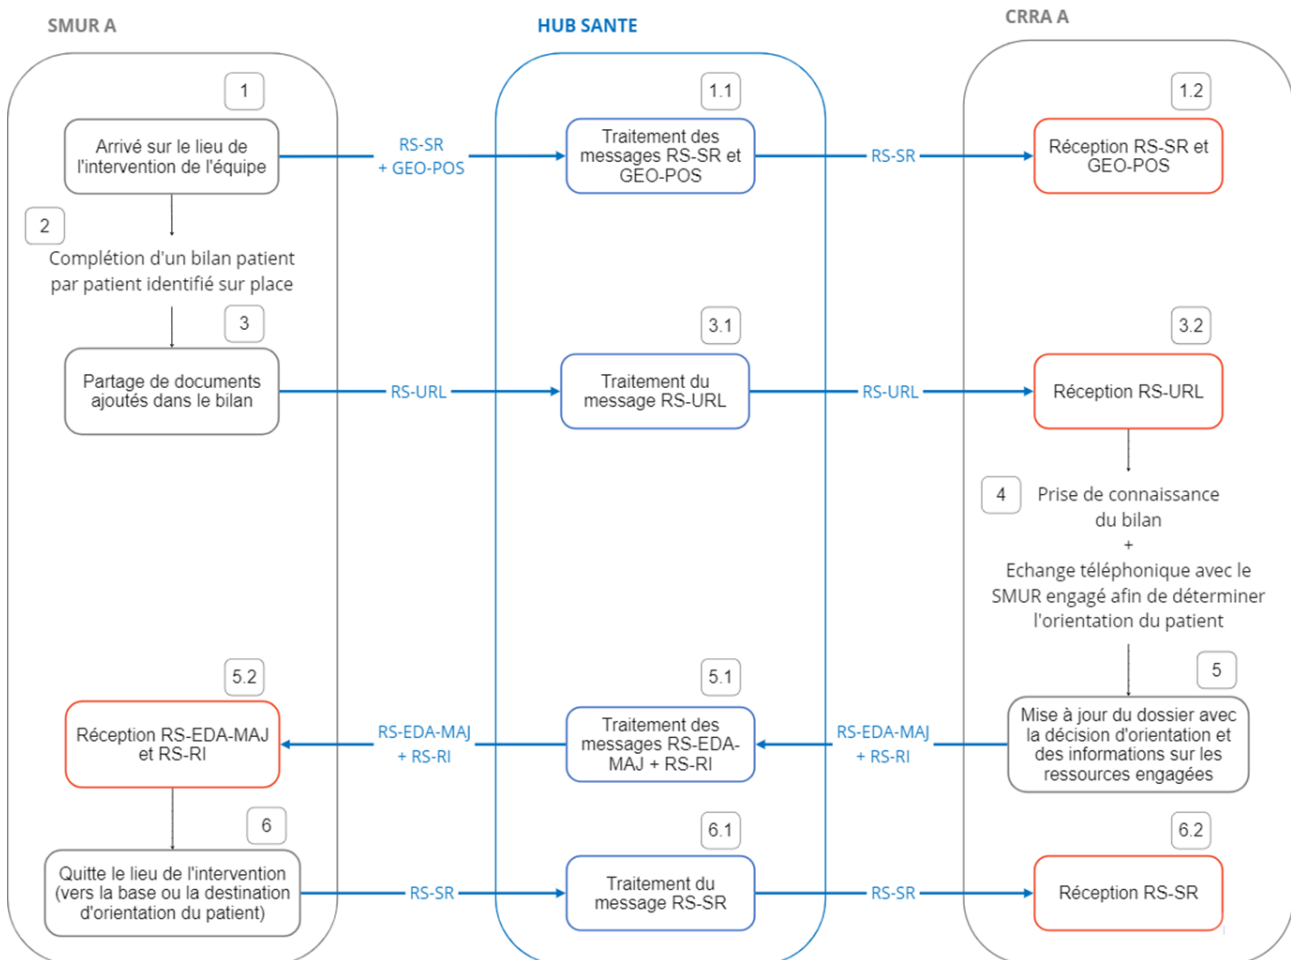 SMUR A
HUB SANTE
CRRA A
1
1.1
1.2
Arrivé sur le lieu de
l'intervention de l'équipe
RS-SR
+ GEO-POS
Traitement des
messages RS-SR et
GEO-POS
RS-SR
Réception RS-SR et
GEO-POS
2
Complétion d'un bilan patient
par patient identifié sur place
3
3.1
3.2
Partage de documents
ajoutés dans le bilan
RS-URL
Traitement du
message RS-URL
RS-URL
Réception RS-URL
4
Prise de connaissance
du bilan
+
Echange téléphonique avec le
SMUR engagé afin de déterminer
l'orientation du patient
5.2
5.1
5
Réception RS-EDA-MAJ
et RS-RI
RS-EDA-MAJ
+ RS-RI
Traitement des
messages RS-EDA-
MAJ + RS-RI
RS-EDA-MAJ
+ RS-RI
Mise à jour du dossier avec
la décision d'orientation et
des informations sur les
ressources engagées
6
6.1
6.2
Quitte le lieu de l'intervention
(vers la base ou la destination
d'orientation du patient)
RS-SR
Traitement du
message RS-SR
RS-SR
Réception RS-SR